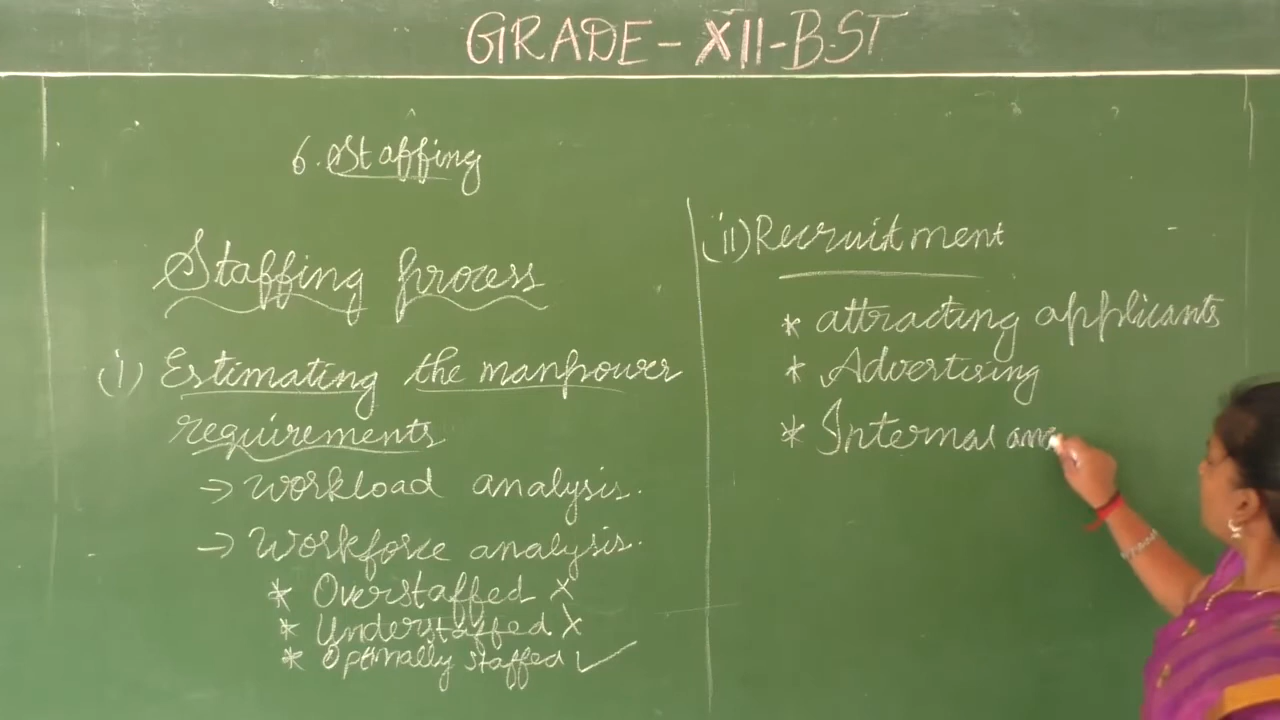 GRADE-XII-B.ST
6. Staffing
Staffing process
(i) Estimating the manpower
requirements
→ Workload analysis.
→ Workforce analysis.
* Overstaffed X
* Understaffed X
* Optimally staffed ✓
(ii) Recruitment
* attracting applicants
* Advertising
* Internal an